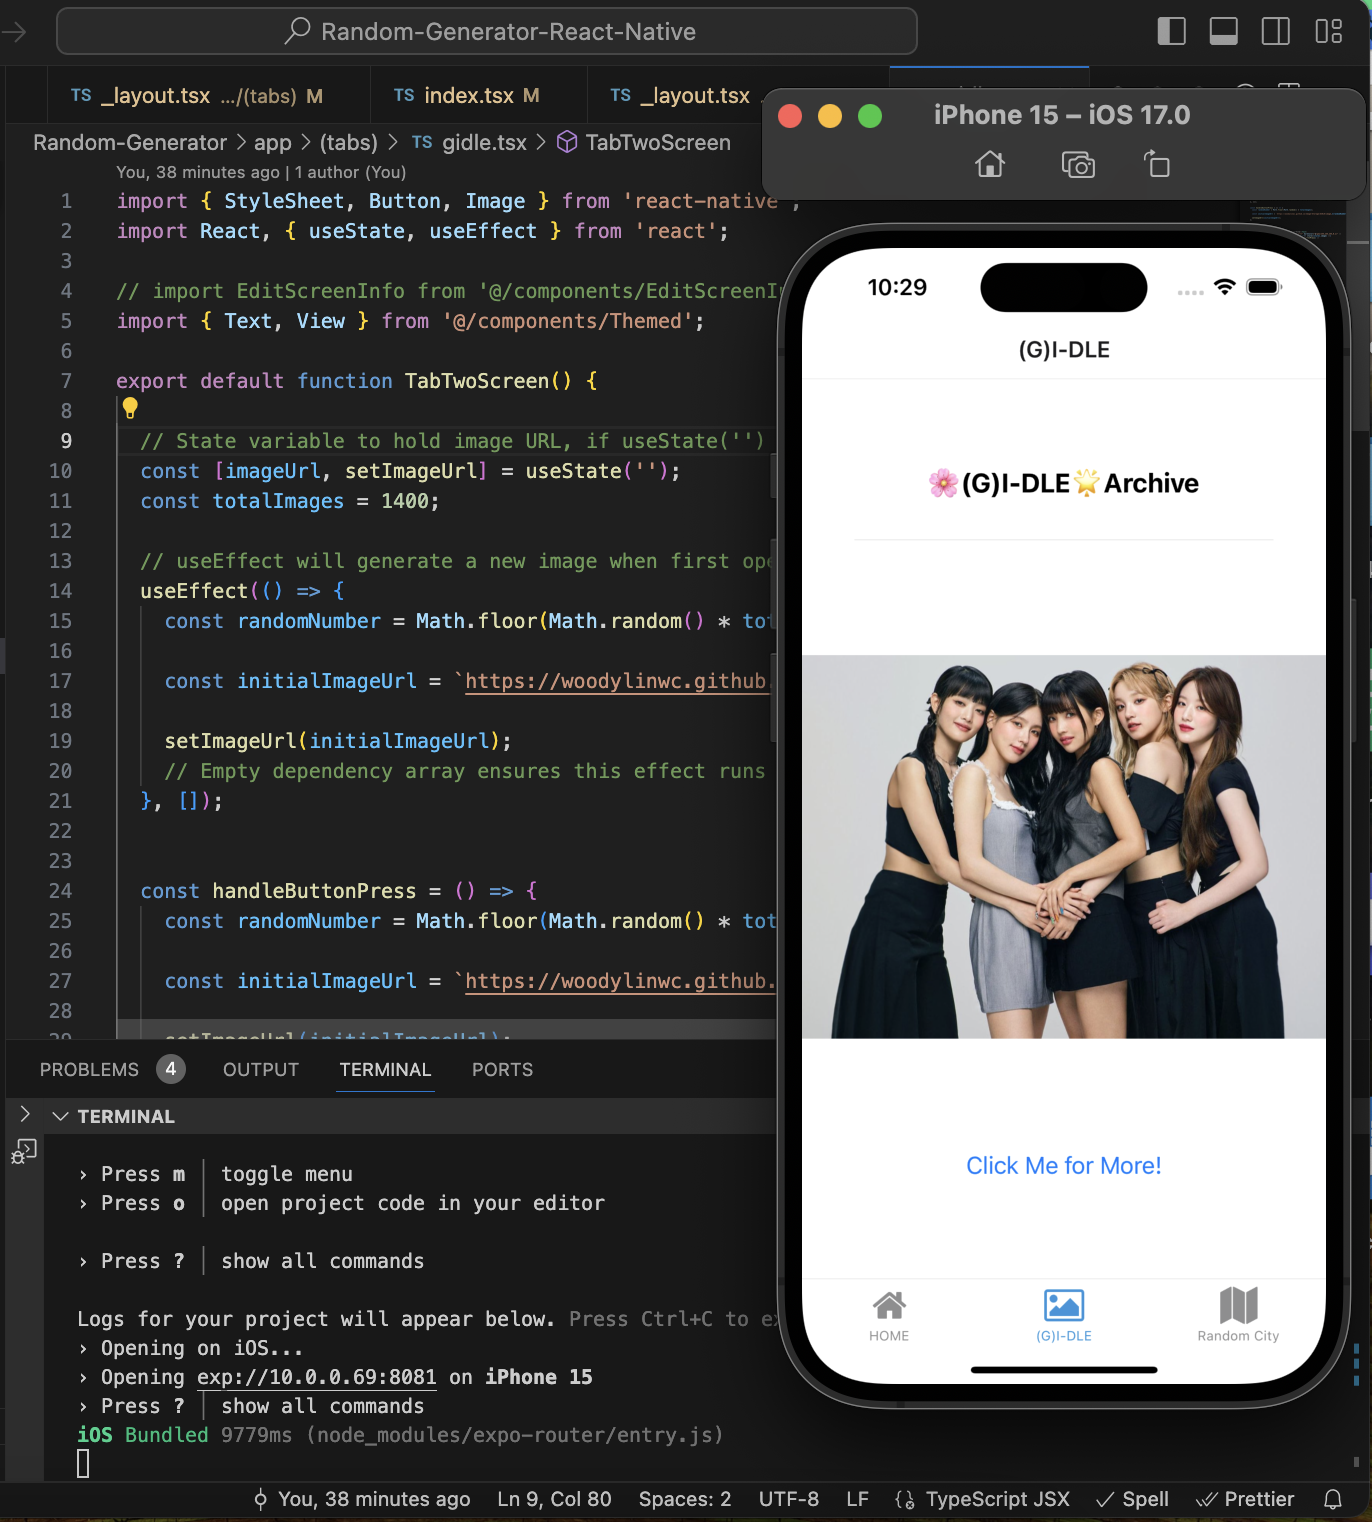 Random-Generator-React-Native
TS _layout.tsx .../(tabs) M
TS index.tsx M
TS _layout.tsx
Random-Generator > app > (tabs) > TS gidle.tsx > TabTwoScreen
You, 38 minutes ago | 1 author (You)
1 import { StyleSheet, Button, Image } from 'react-native';
2 import React, { useState, useEffect } from 'react';
3
4 // import EditScreenInfo from '@/components/EditScreenI
5 import { Text, View } from '@/components/Themed';
6
7 export default function TabTwoScreen() {
8
9 // State variable to hold image URL, if useState('')
10 const [imageUrl, setImageUrl] = useState('');
11 const totalImages = 1400;
12
13 // useEffect will generate a new image when first ope
14 useEffect(() => {
15 const randomNumber = Math.floor(Math.random() * tot
16
17 const initialImageUrl = `https://woodylinwc.github.
18
19 setImageUrl(initialImageUrl);
20 // Empty dependency array ensures this effect runs
21 }, []);
22
23
24 const handleButtonPress = () => {
25 const randomNumber = Math.floor(Math.random() * tot
26
27 const initialImageUrl = `https://woodylinwc.github.
28
29 setImageUrl(initialImageUrl);
PROBLEMS 4 OUTPUT TERMINAL PORTS
TERMINAL
› Press m │ toggle menu
› Press o │ open project code in your editor
› Press ? │ show all commands
Logs for your project will appear below. Press Ctrl+C to ex
› Opening on iOS...
› Opening exp://10.0.0.69:8081 on iPhone 15
› Press ? │ show all commands
iOS Bundled 9779ms (node_modules/expo-router/entry.js)
You, 38 minutes ago Ln 9, Col 80 Spaces: 2 UTF-8 LF {} TypeScript JSX Spell Prettier
iPhone 15 – iOS 17.0
10:29
(G)I-DLE
🌸(G)I-DLE🌟Archive
Click Me for More!
HOME
(G)I-DLE
Random City